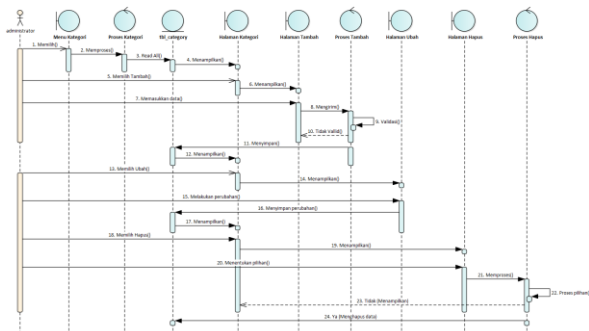 administrator
Menu Kategori
Proses Kategori
tbl_category
Halaman Kategori
Halaman Tambah
Proses Tambah
Halaman Ubah
Halaman Hapus
Proses Hapus
1. Memilih()
2. Memproses()
3. Read All()
4. Menampilkan()
5. Memilih Tambah()
6. Menampilkan()
7. Memasukkan data()
8. Mengirim()
9. Validasi()
10. Tidak valid()
11. Menyimpan()
12. Menampilkan()
13. Memilih Ubah()
14. Menampilkan()
15. Melakukan perubahan()
16. Menyimpan perubahan()
17. Menampilkan()
18. Memilih Hapus()
19. Menampilkan()
20. Menentukan pilihan()
21. Memproses()
22. Proses pilihan()
23. Tidak (Menampilkan)
24. Ya (Menghapus data)